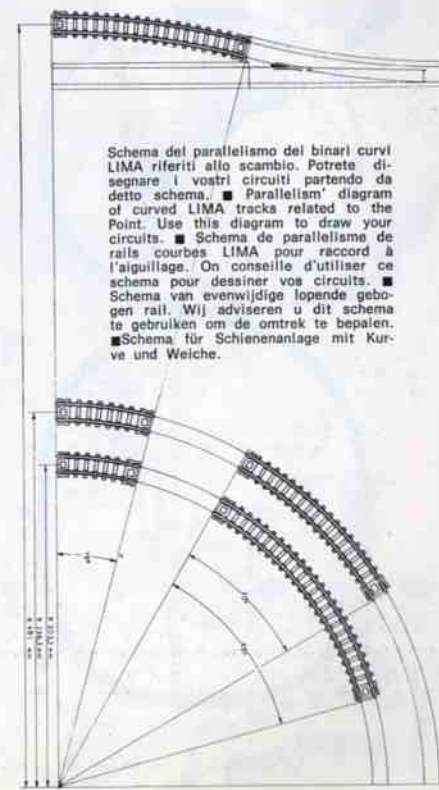 Schema del parallelismo dei binari curvi
LIMA riferiti allo scambio. Potrete di-
segnare i vostri circuiti partendo da
detto schema. ■ Parallelism' diagram
of curved LIMA tracks related to the
Point. Use this diagram to draw your
circuits. ■ Schema de parallelisme de
rails courbes LIMA pour raccord à
l'aiguillage. On conseille d'utiliser ce
schema pour dessiner vos circuits. ■
Schema van evenwijdige lopende gebo-
gen rail. Wij adviseren u dit schema
te gebruiken om de omtrek te bepalen.
■Schema für Schienenanlage mit Kur-
ve und Weiche.